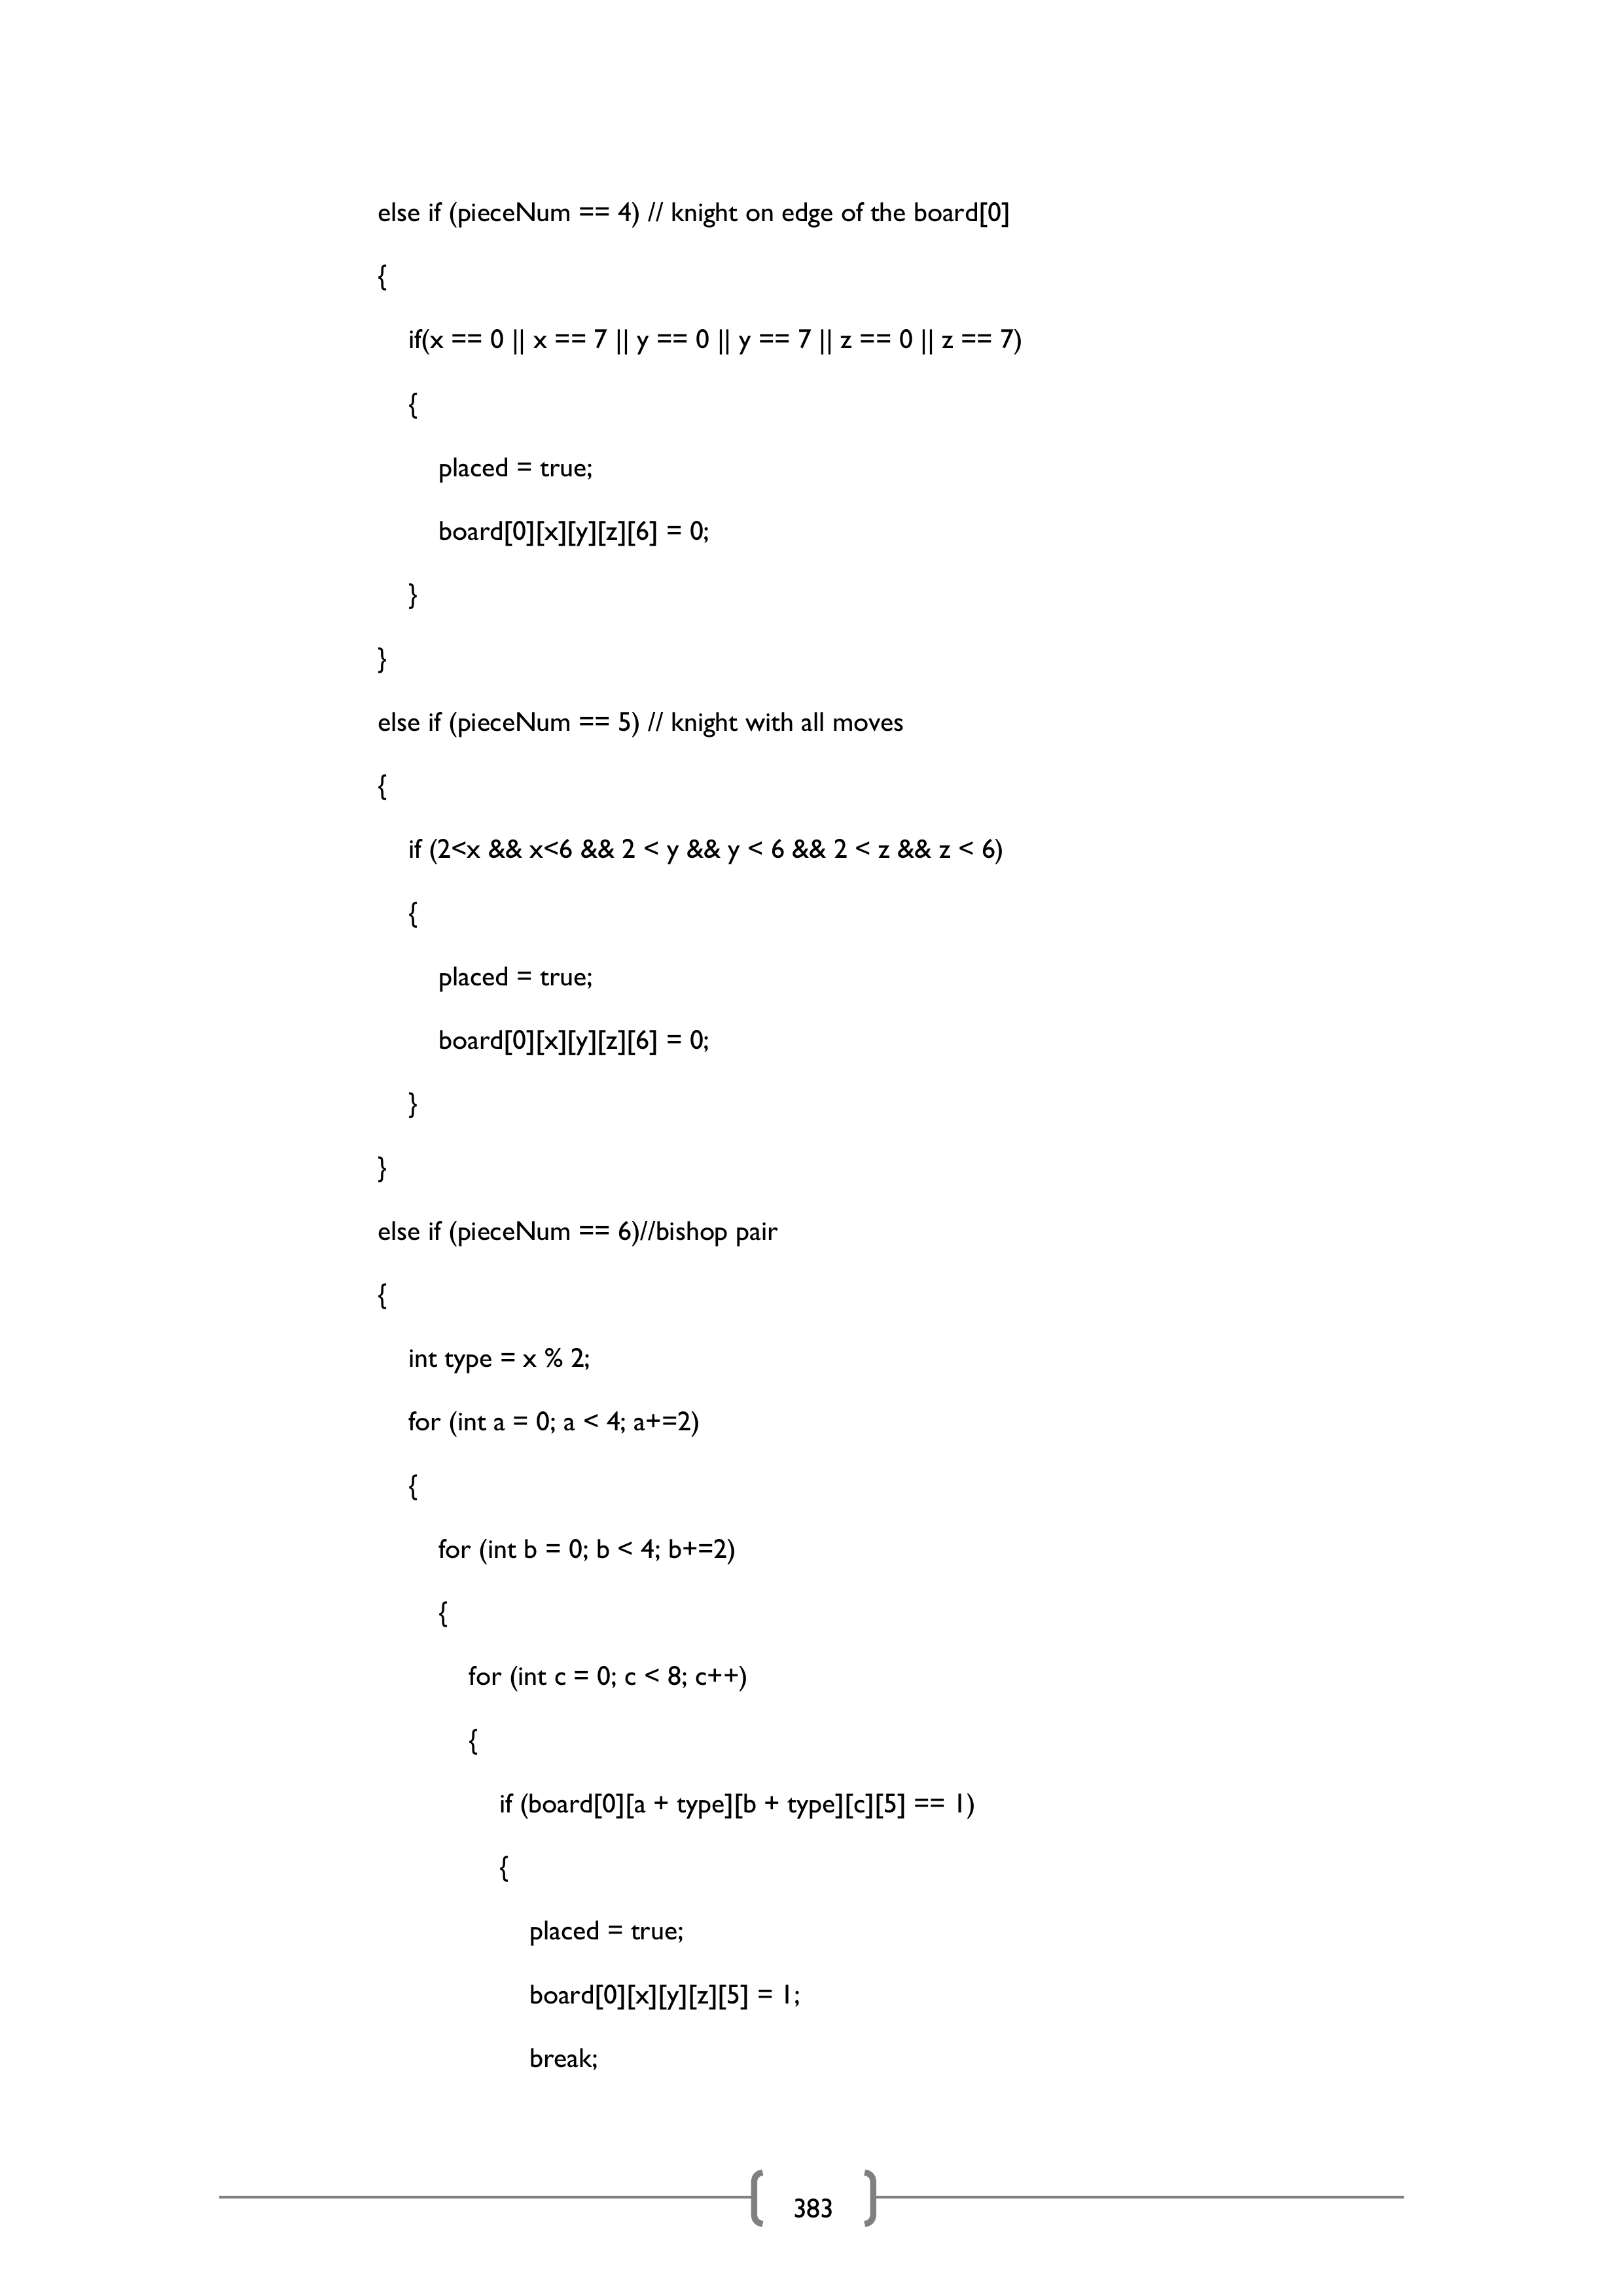 else if (pieceNum == 4) // knight on edge of the board[0]
{
if(x == 0 || x == 7 || y == 0 || y == 7 || z == 0 || z == 7)
{
placed = true;
board[0][x][y][z][6] = 0;
}
}
else if (pieceNum == 5) // knight with all moves
{
if (2<x && x<6 && 2 < y && y < 6 && 2 < z && z < 6)
{
placed = true;
board[0][x][y][z][6] = 0;
}
}
else if (pieceNum == 6)//bishop pair
{
int type = x % 2;
for (int a = 0; a < 4; a+=2)
{
for (int b = 0; b < 4; b+=2)
{
for (int c = 0; c < 8; c++)
{
if (board[0][a + type][b + type][c][5] == 1)
{
placed = true;
board[0][x][y][z][5] = 1;
break;
383